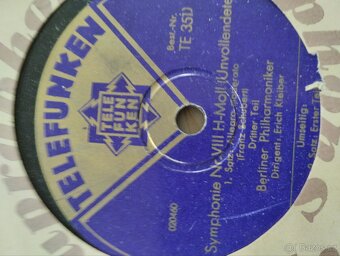 TELEFUNKEN
TELE
FUN
KEN
Best.-Nr.
TE 351
020460
Symphonie Nr. VIII H-Moll (Unvollendete)
1. Satz: Allegro moderato
(Franz Schubert)
Dritter Teil
Berliner Philharmoniker
Dirigent: Erich Kleiber
Umseitig:
Satz, Erster